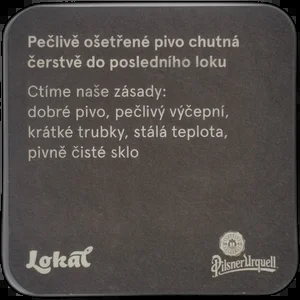 Pečlivě ošetřené pivo chutná
čerstvě do posledního loku
Ctíme naše zásady:
dobré pivo, pečlivý výčepní,
krátké trubky, stálá teplota,
pivně čisté sklo
Lokál
Pilsner Urquell